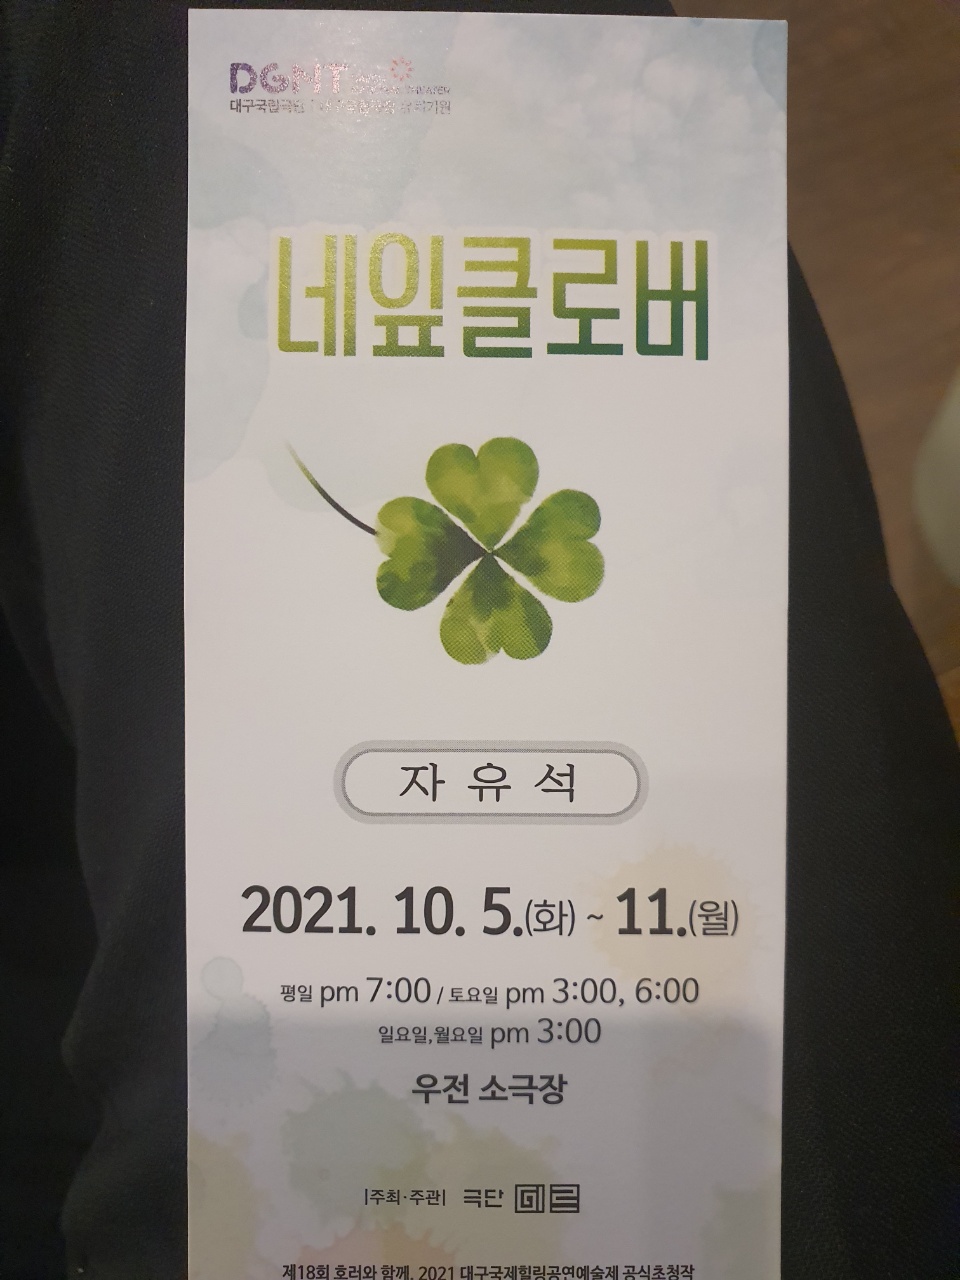 DGNT
THEATER
대구국립극단
네잎클로버
자유석
2021. 10. 5.(화) ~ 11.(월)
평일 pm 7:00 / 토요일 pm 3:00, 6:00
일요일,월요일 pm 3:00
우전 소극장
|주최·주관| 극단
제18회 호러와 함께, 2021 대구국제힐링공연예술제 공식초청작